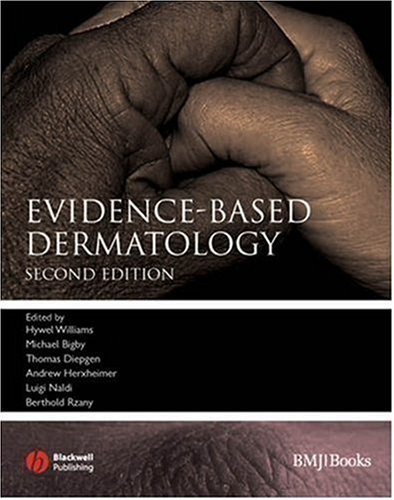 EVIDENCE-BASED
DERMATOLOGY
SECOND EDITION
Edited by
Hywel Williams
Michael Bigby
Thomas Diepgen
Andrew Herxheimer
Luigi Naldi
Berthold Rzany
Blackwell
Publishing
BMJ|Books